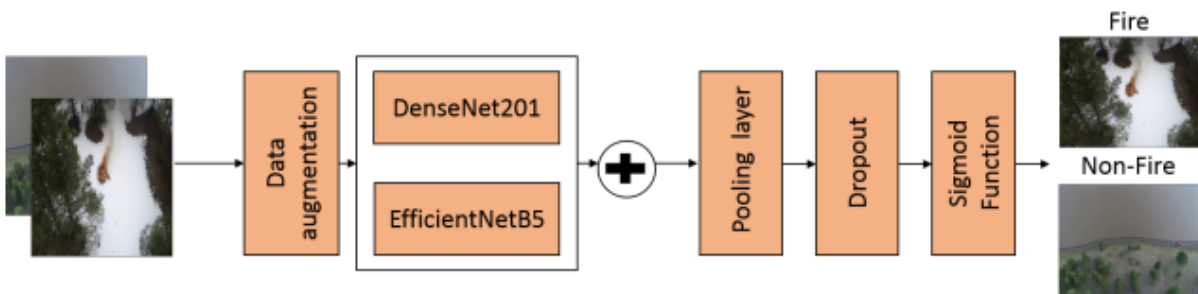 Data
augmentation
DenseNet201
EfficientNetB5
Pooling layer
Dropout
Sigmoid
Function
Fire
Non-Fire